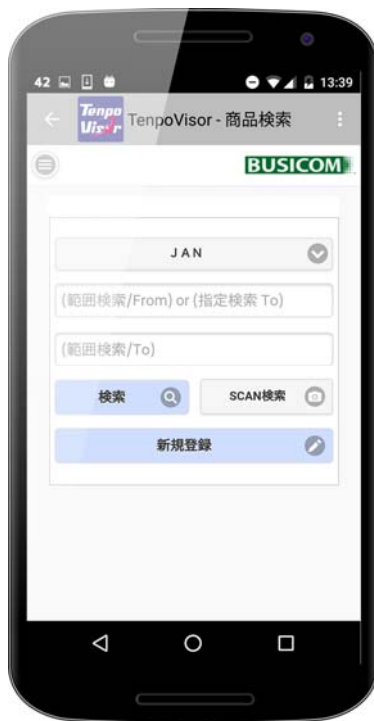 42 13:39
Tenpo
Visor
TenpoVisor - 商品検索
BUSICOM
JAN
(範囲検索/From) or (指定検索 To)
(範囲検索/To)
検索 SCAN検索
新規登録